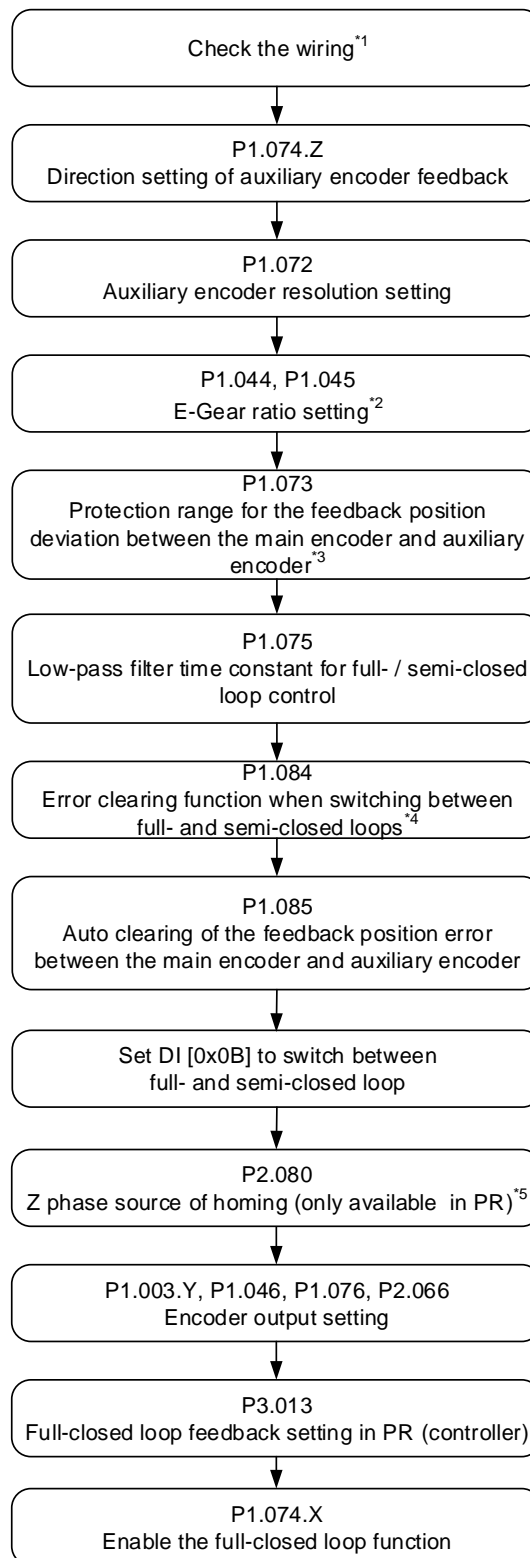 Check the wiring*1
P1.074.Z
Direction setting of auxiliary encoder feedback
P1.072
Auxiliary encoder resolution setting
P1.044, P1.045
E-Gear ratio setting*2
P1.073
Protection range for the feedback position
deviation between the main encoder and auxiliary
encoder*3
P1.075
Low-pass filter time constant for full- / semi-closed
loop control
P1.084
Error clearing function when switching between
full- and semi-closed loops*4
P1.085
Auto clearing of the feedback position error
between the main encoder and auxiliary encoder
Set DI [0x0B] to switch between
full- and semi-closed loop
P2.080
Z phase source of homing (only available in PR)*5
P1.003.Y, P1.046, P1.076, P2.066
Encoder output setting
P3.013
Full-closed loop feedback setting in PR (controller)
P1.074.X
Enable the full-closed loop function